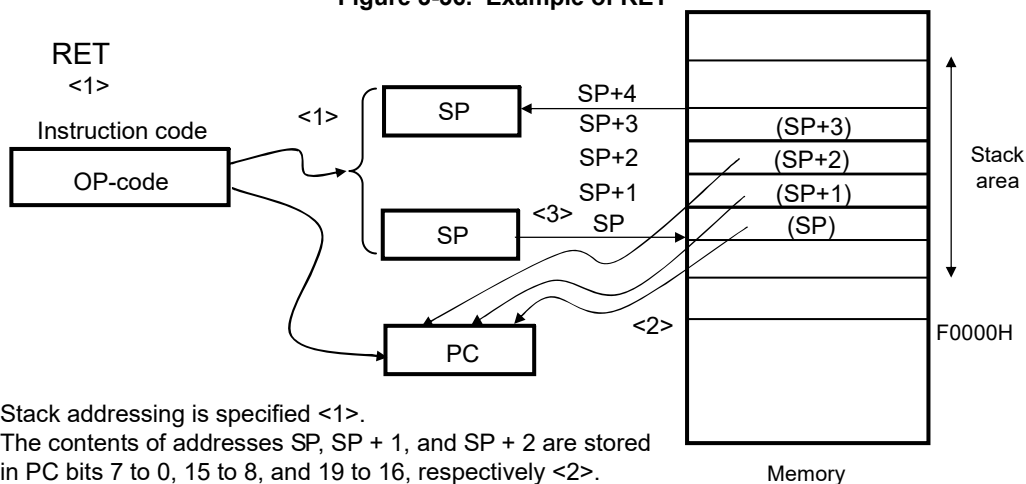 Figure 3-36. Example of RET
RET
<1>
Instruction code
OP-code
<1>
SP
SP
SP+4
SP+3
SP+2
SP+1
<3>
SP
(SP+3)
(SP+2)
(SP+1)
(SP)
Stack
area
<2>
F0000H
PC
Stack addressing is specified <1>.
The contents of addresses SP, SP + 1, and SP + 2 are stored
in PC bits 7 to 0, 15 to 8, and 19 to 16, respectively <2>.
Memory